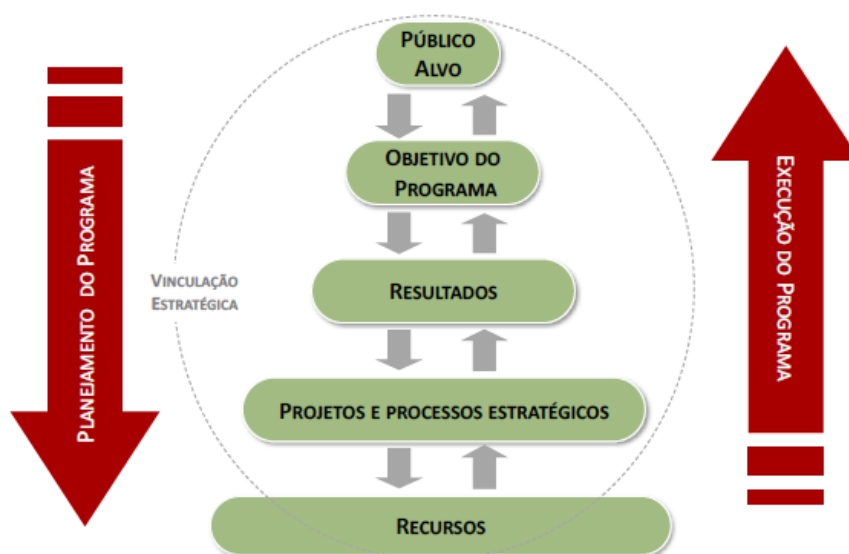 PÚBLICO
ALVO
OBJETIVO DO
PROGRAMA
VINCULAÇÃO
ESTRATÉGICA
RESULTADOS
PROJETOS E PROCESSOS ESTRATÉGICOS
RECURSOS
PLANEJAMENTO DO PROGRAMA
EXECUÇÃO DO PROGRAMA